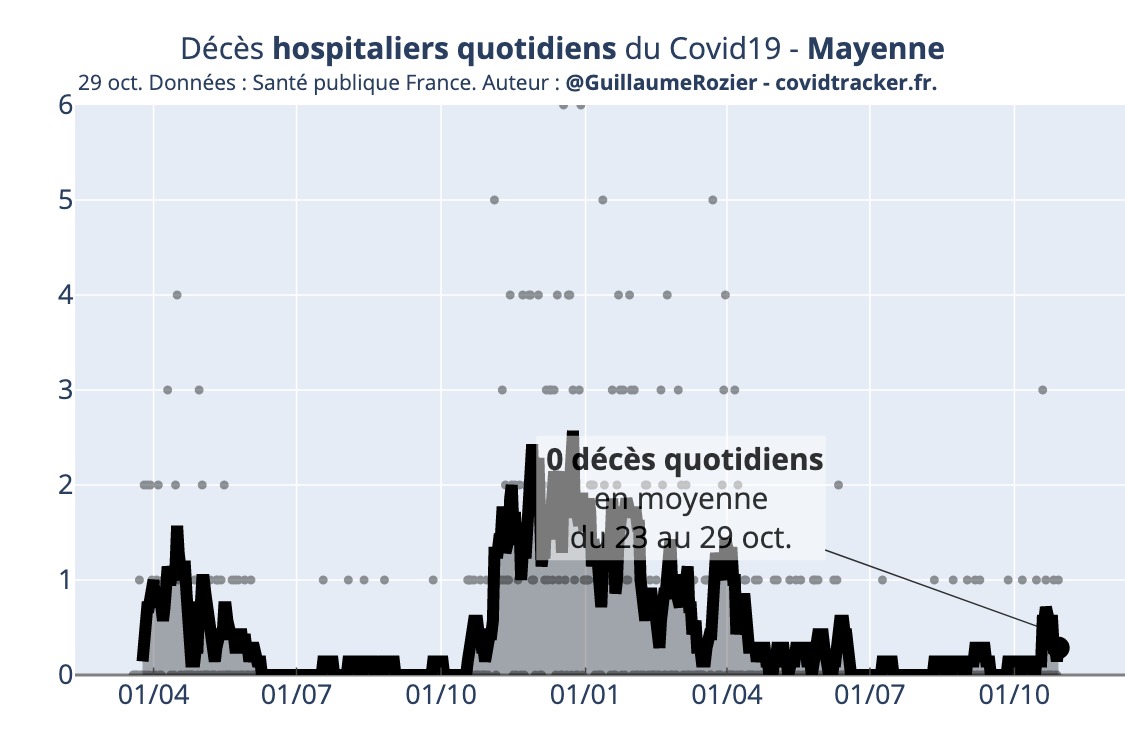 Décès hospitaliers quotidiens du Covid19 - Mayenne
29 oct. Données : Santé publique France. Auteur : @GuillaumeRozier - covidtracker.fr.
6
5
4
3
2
1
0
0 décès quotidiens
en moyenne
du 23 au 29 oct.
01/04 01/07 01/10 01/01 01/04 01/07 01/10